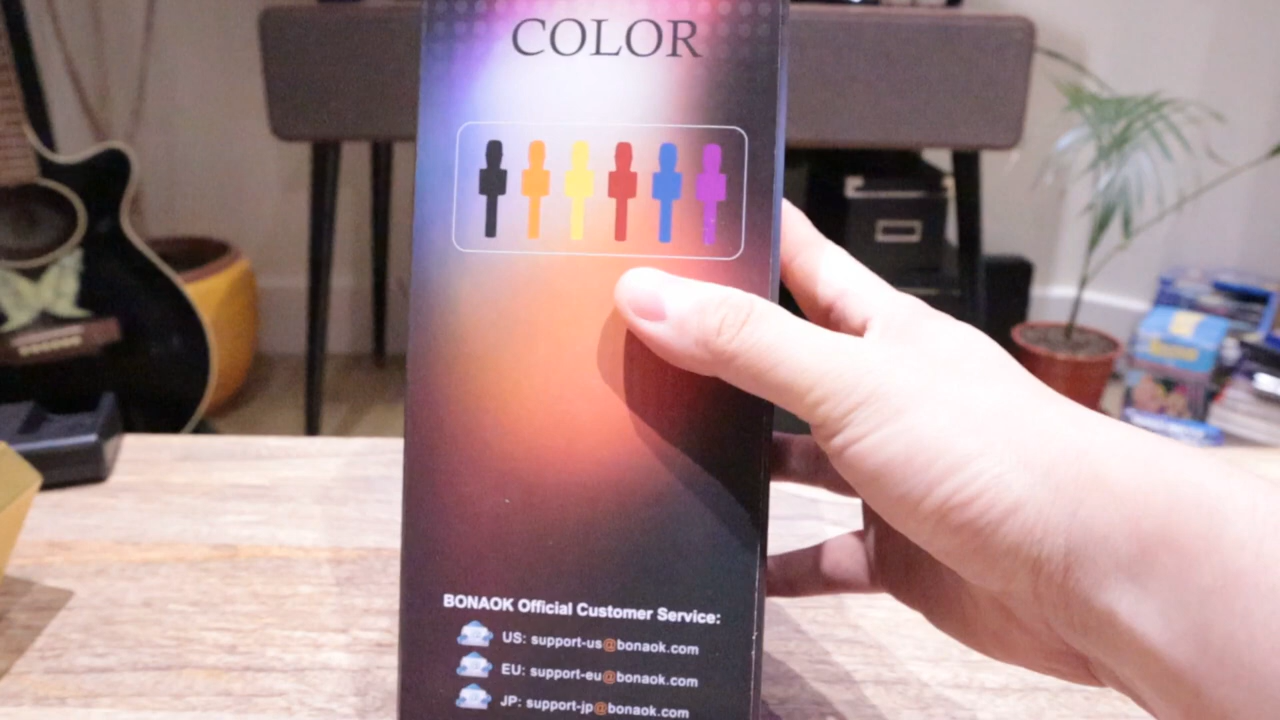 COLOR
BONAOK Official Customer Service:
US: support-us@bonaok.com
EU: support-eu@bonaok.com
JP: support-jp@bonaok.com